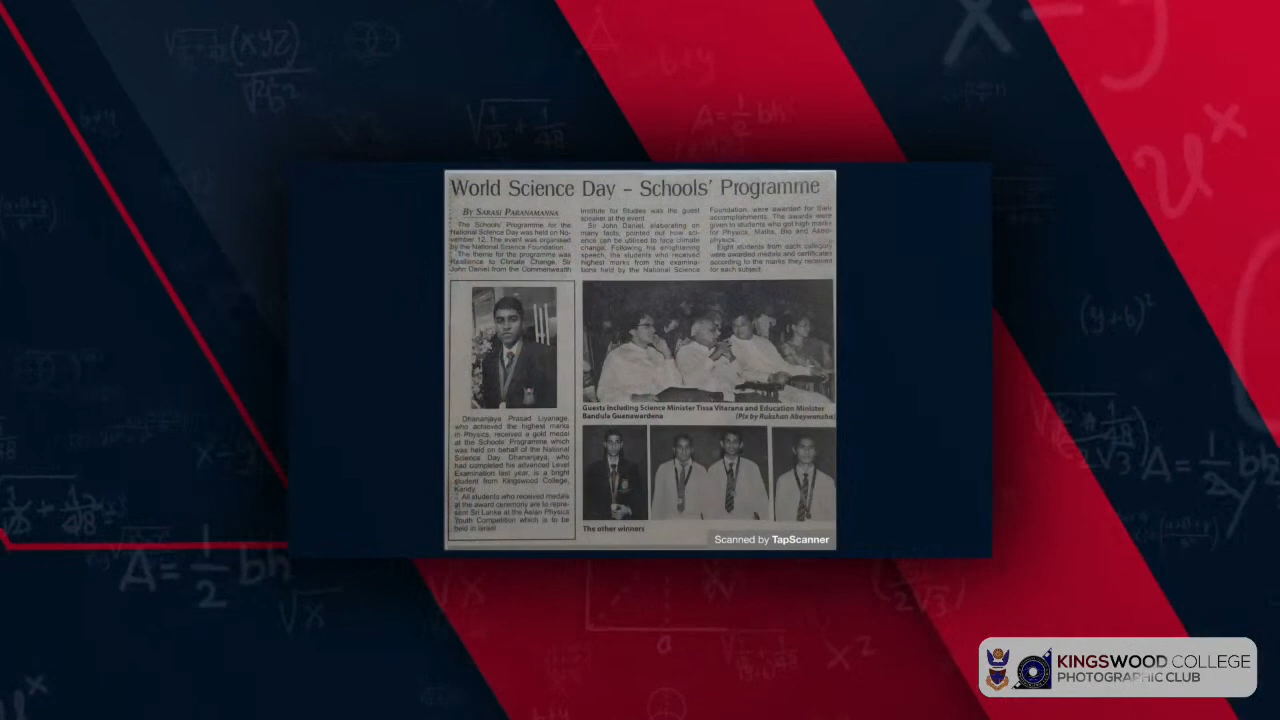 World Science Day – Schools' Programme
BY SARASI PARANAMANNA
The Schools' Programme for the
National Science Day was held on No-
vember 12. The event was organised
by the National Science Foundation.
The theme for the programme was
Resilience to Climate Change. Sir
John Daniel from the Commonwealth
Institute for Studies was the guest
speaker at the event.
Sir John Daniel, elaborating on
many facts, pointed out how sci-
ence can be utilised to face climate
change. Following his enlightening
speech, the students who received
highest marks from the examina-
tions held by the National Science
Foundation, were awarded for their
accomplishments. The awards were
given to students who got high marks
for Physics, Maths, Bio and Astro-
physics.
Eight students from each category
were awarded medals and certificates
according to the marks they received
for each subject.
Dhananjaya Prasad Liyanage,
who achieved the highest marks
in Physics, received a gold medal
at the Schools' Programme which
was held on behalf of the National
Science Day. Dhananjaya, who
had completed his advanced Level
Examination last year, is a bright
student from Kingswood College,
Kandy.
All students who received medals
at the award ceremony are to repre-
sent Sri Lanka at the Asian Physics
Youth Competition which is to be
held in Israel.
Guests including Science Minister Tissa Vitarana and Education Minister
Bandula Gunawardena (Pix by Rukshan Abeywansha)
The other winners
Scanned by TapScanner
KINGSWOOD COLLEGE
PHOTOGRAPHIC CLUB
A = 1/2 bh
(y+b)²
x²